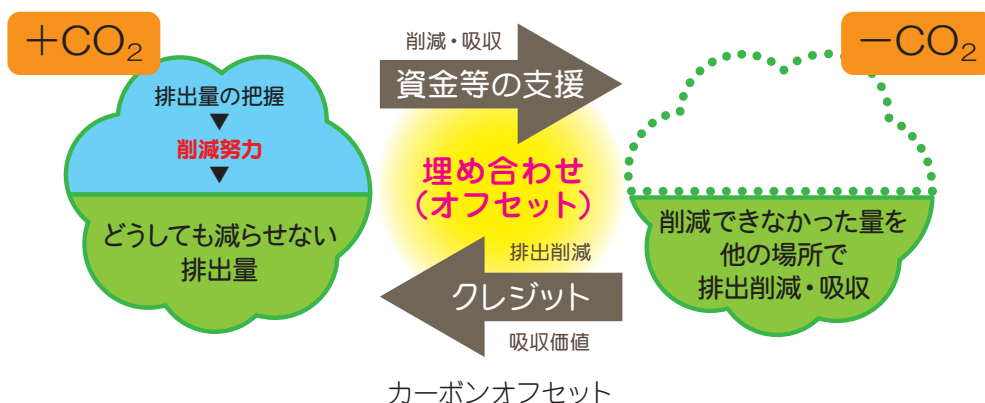 +CO₂
排出量の把握
▼
削減努力
▼
どうしても減らせない
排出量
削減・吸収
資金等の支援
埋め合わせ
(オフセット)
排出削減
クレジット
吸収価値
−CO₂
削減できなかった量を
他の場所で
排出削減・吸収
カーボンオフセット